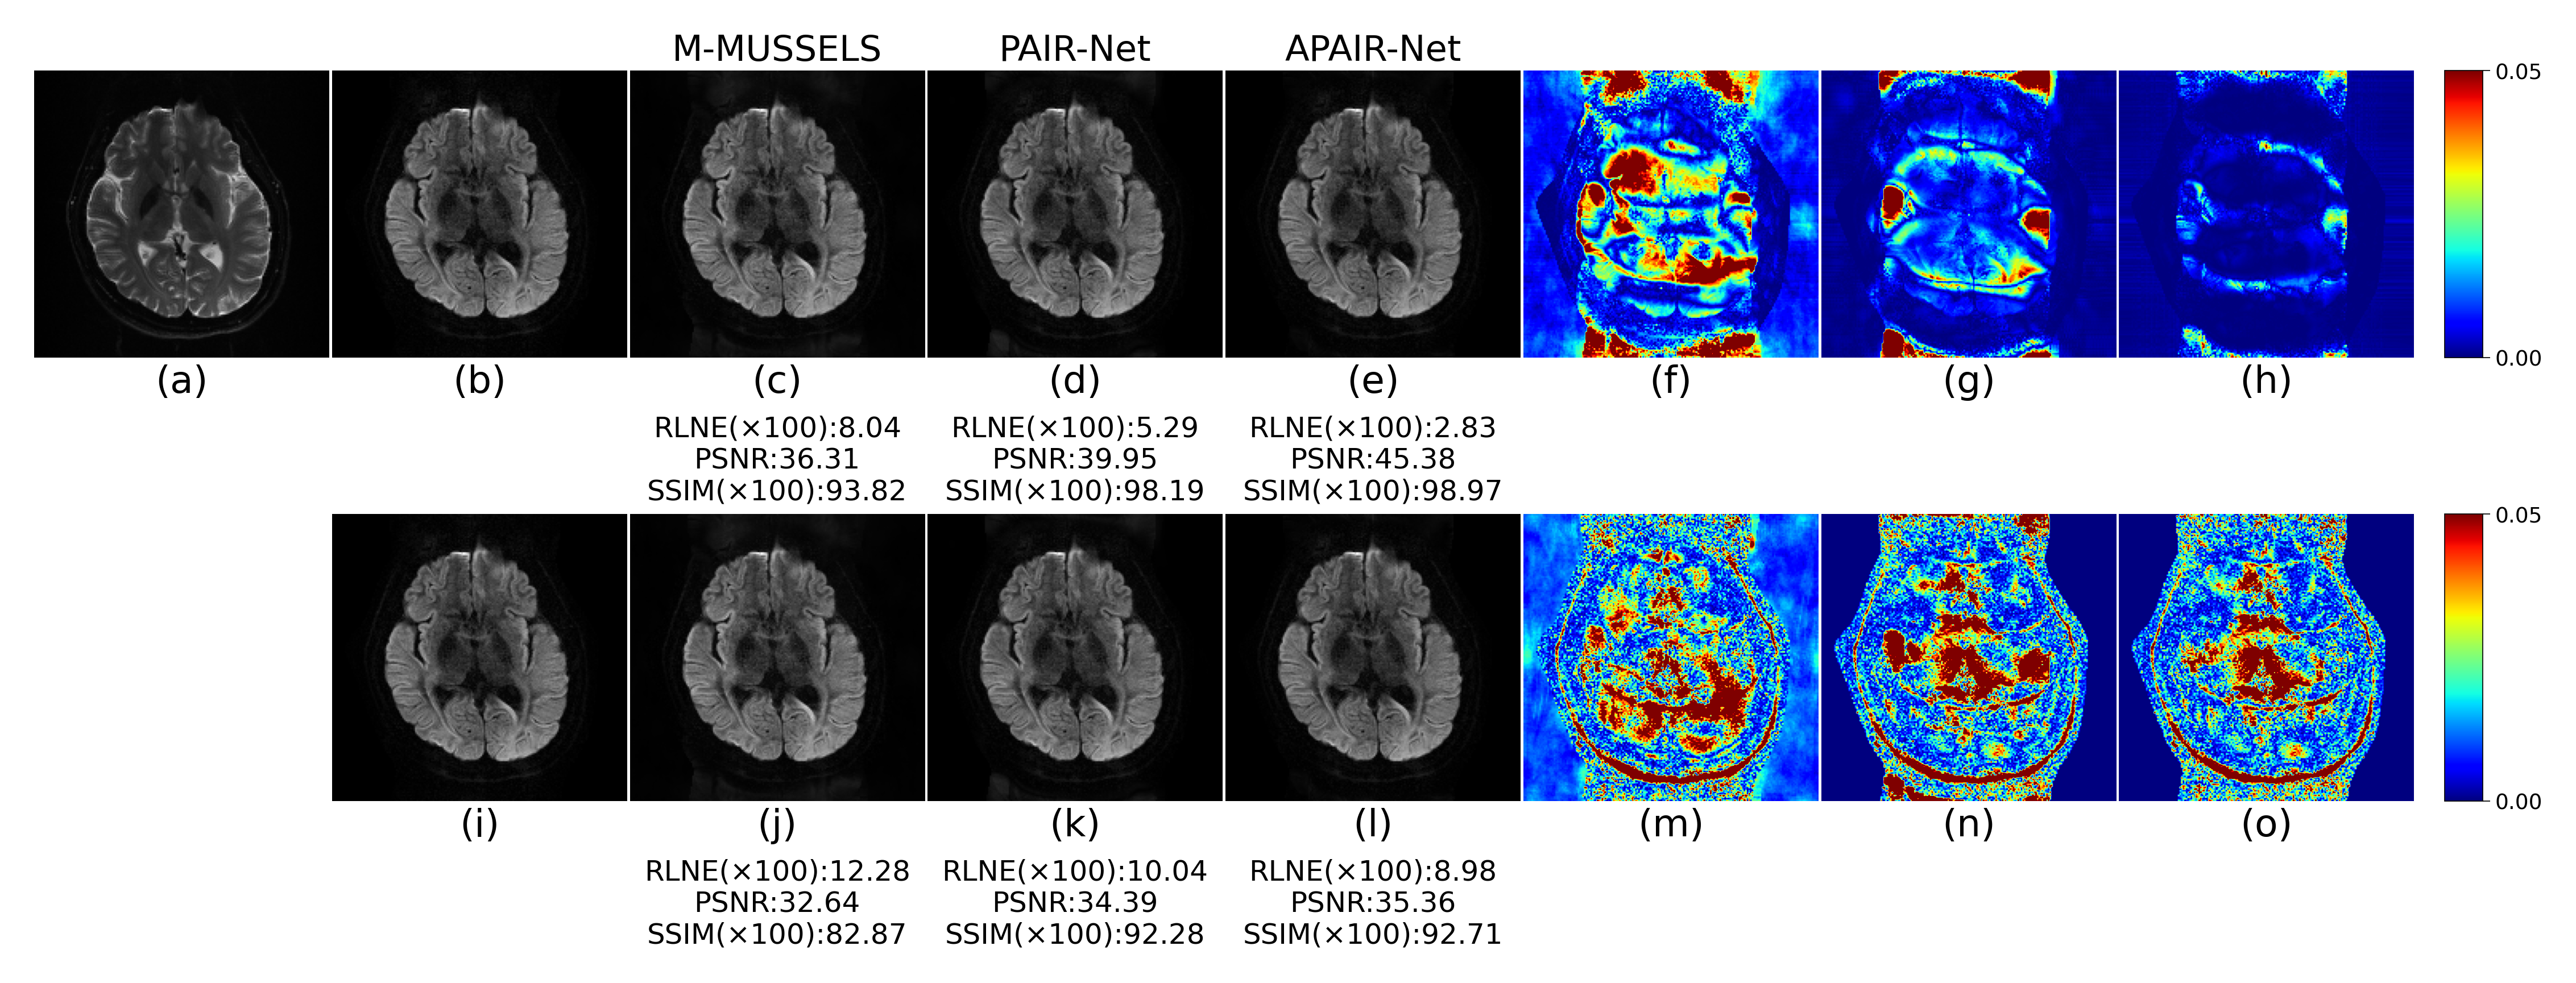 M-MUSSELS PAIR-Net APAIR-Net
0.05
0.00
(a) (b) (c) (d) (e) (f) (g) (h)
RLNE(×100):8.04 RLNE(×100):5.29 RLNE(×100):2.83
PSNR:36.31 PSNR:39.95 PSNR:45.38
SSIM(×100):93.82 SSIM(×100):98.19 SSIM(×100):98.97
0.05
0.00
(i) (j) (k) (l) (m) (n) (o)
RLNE(×100):12.28 RLNE(×100):10.04 RLNE(×100):8.98
PSNR:32.64 PSNR:34.39 PSNR:35.36
SSIM(×100):82.87 SSIM(×100):92.28 SSIM(×100):92.71